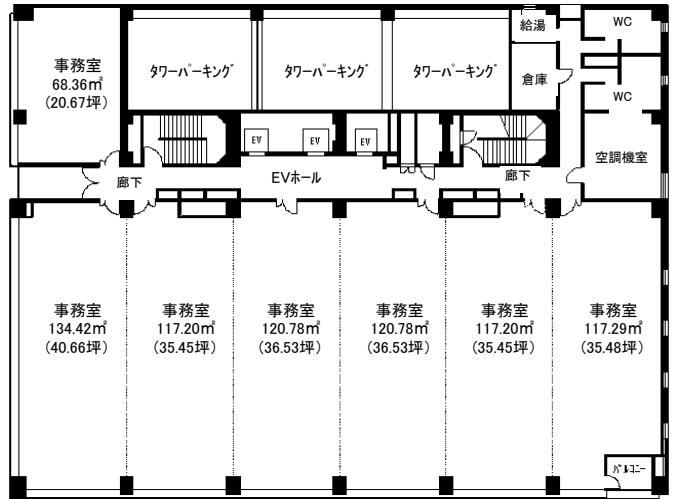 給湯
WC
事務室
68.36㎡
(20.67坪)
タワーパーキング
タワーパーキング
タワーパーキング
倉庫
WC
EV
EV
EV
空調機室
廊下
EVホール
廊下
事務室
134.42㎡
(40.66坪)
事務室
117.20㎡
(35.45坪)
事務室
120.78㎡
(36.53坪)
事務室
120.78㎡
(36.53坪)
事務室
117.20㎡
(35.45坪)
事務室
117.29㎡
(35.48坪)
バルコニー